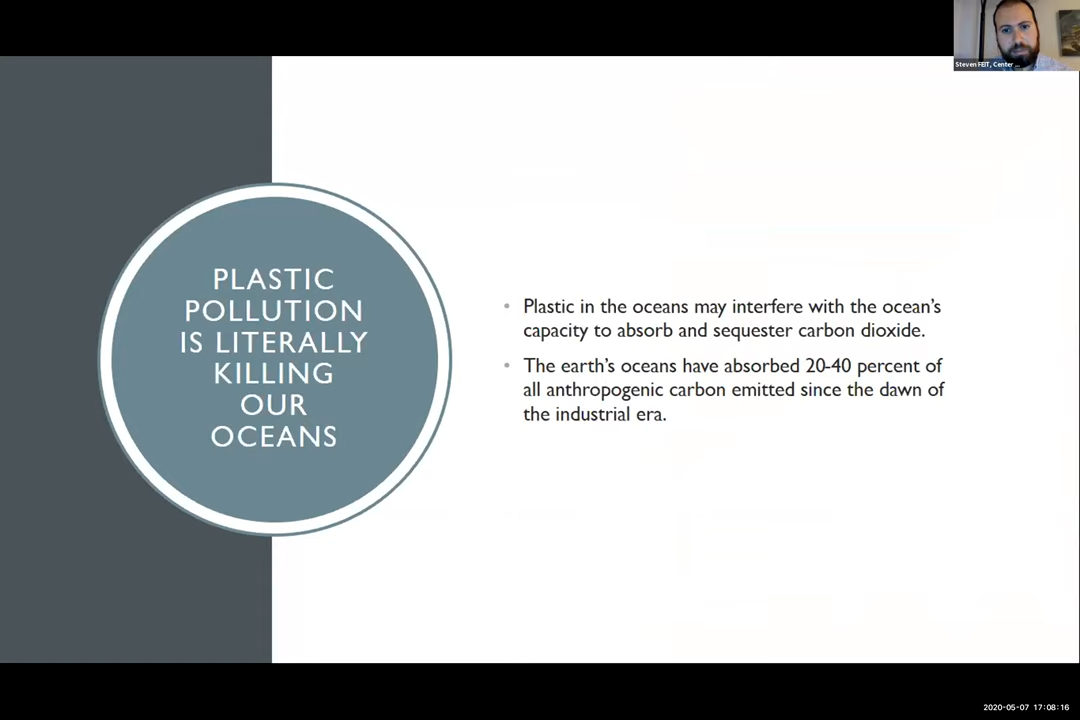 Steven FEIT, Center ...
PLASTIC
POLLUTION
IS LITERALLY
KILLING
OUR
OCEANS
• Plastic in the oceans may interfere with the ocean's
capacity to absorb and sequester carbon dioxide.
• The earth's oceans have absorbed 20-40 percent of
all anthropogenic carbon emitted since the dawn of
the industrial era.
2020-05-07 17:08:16